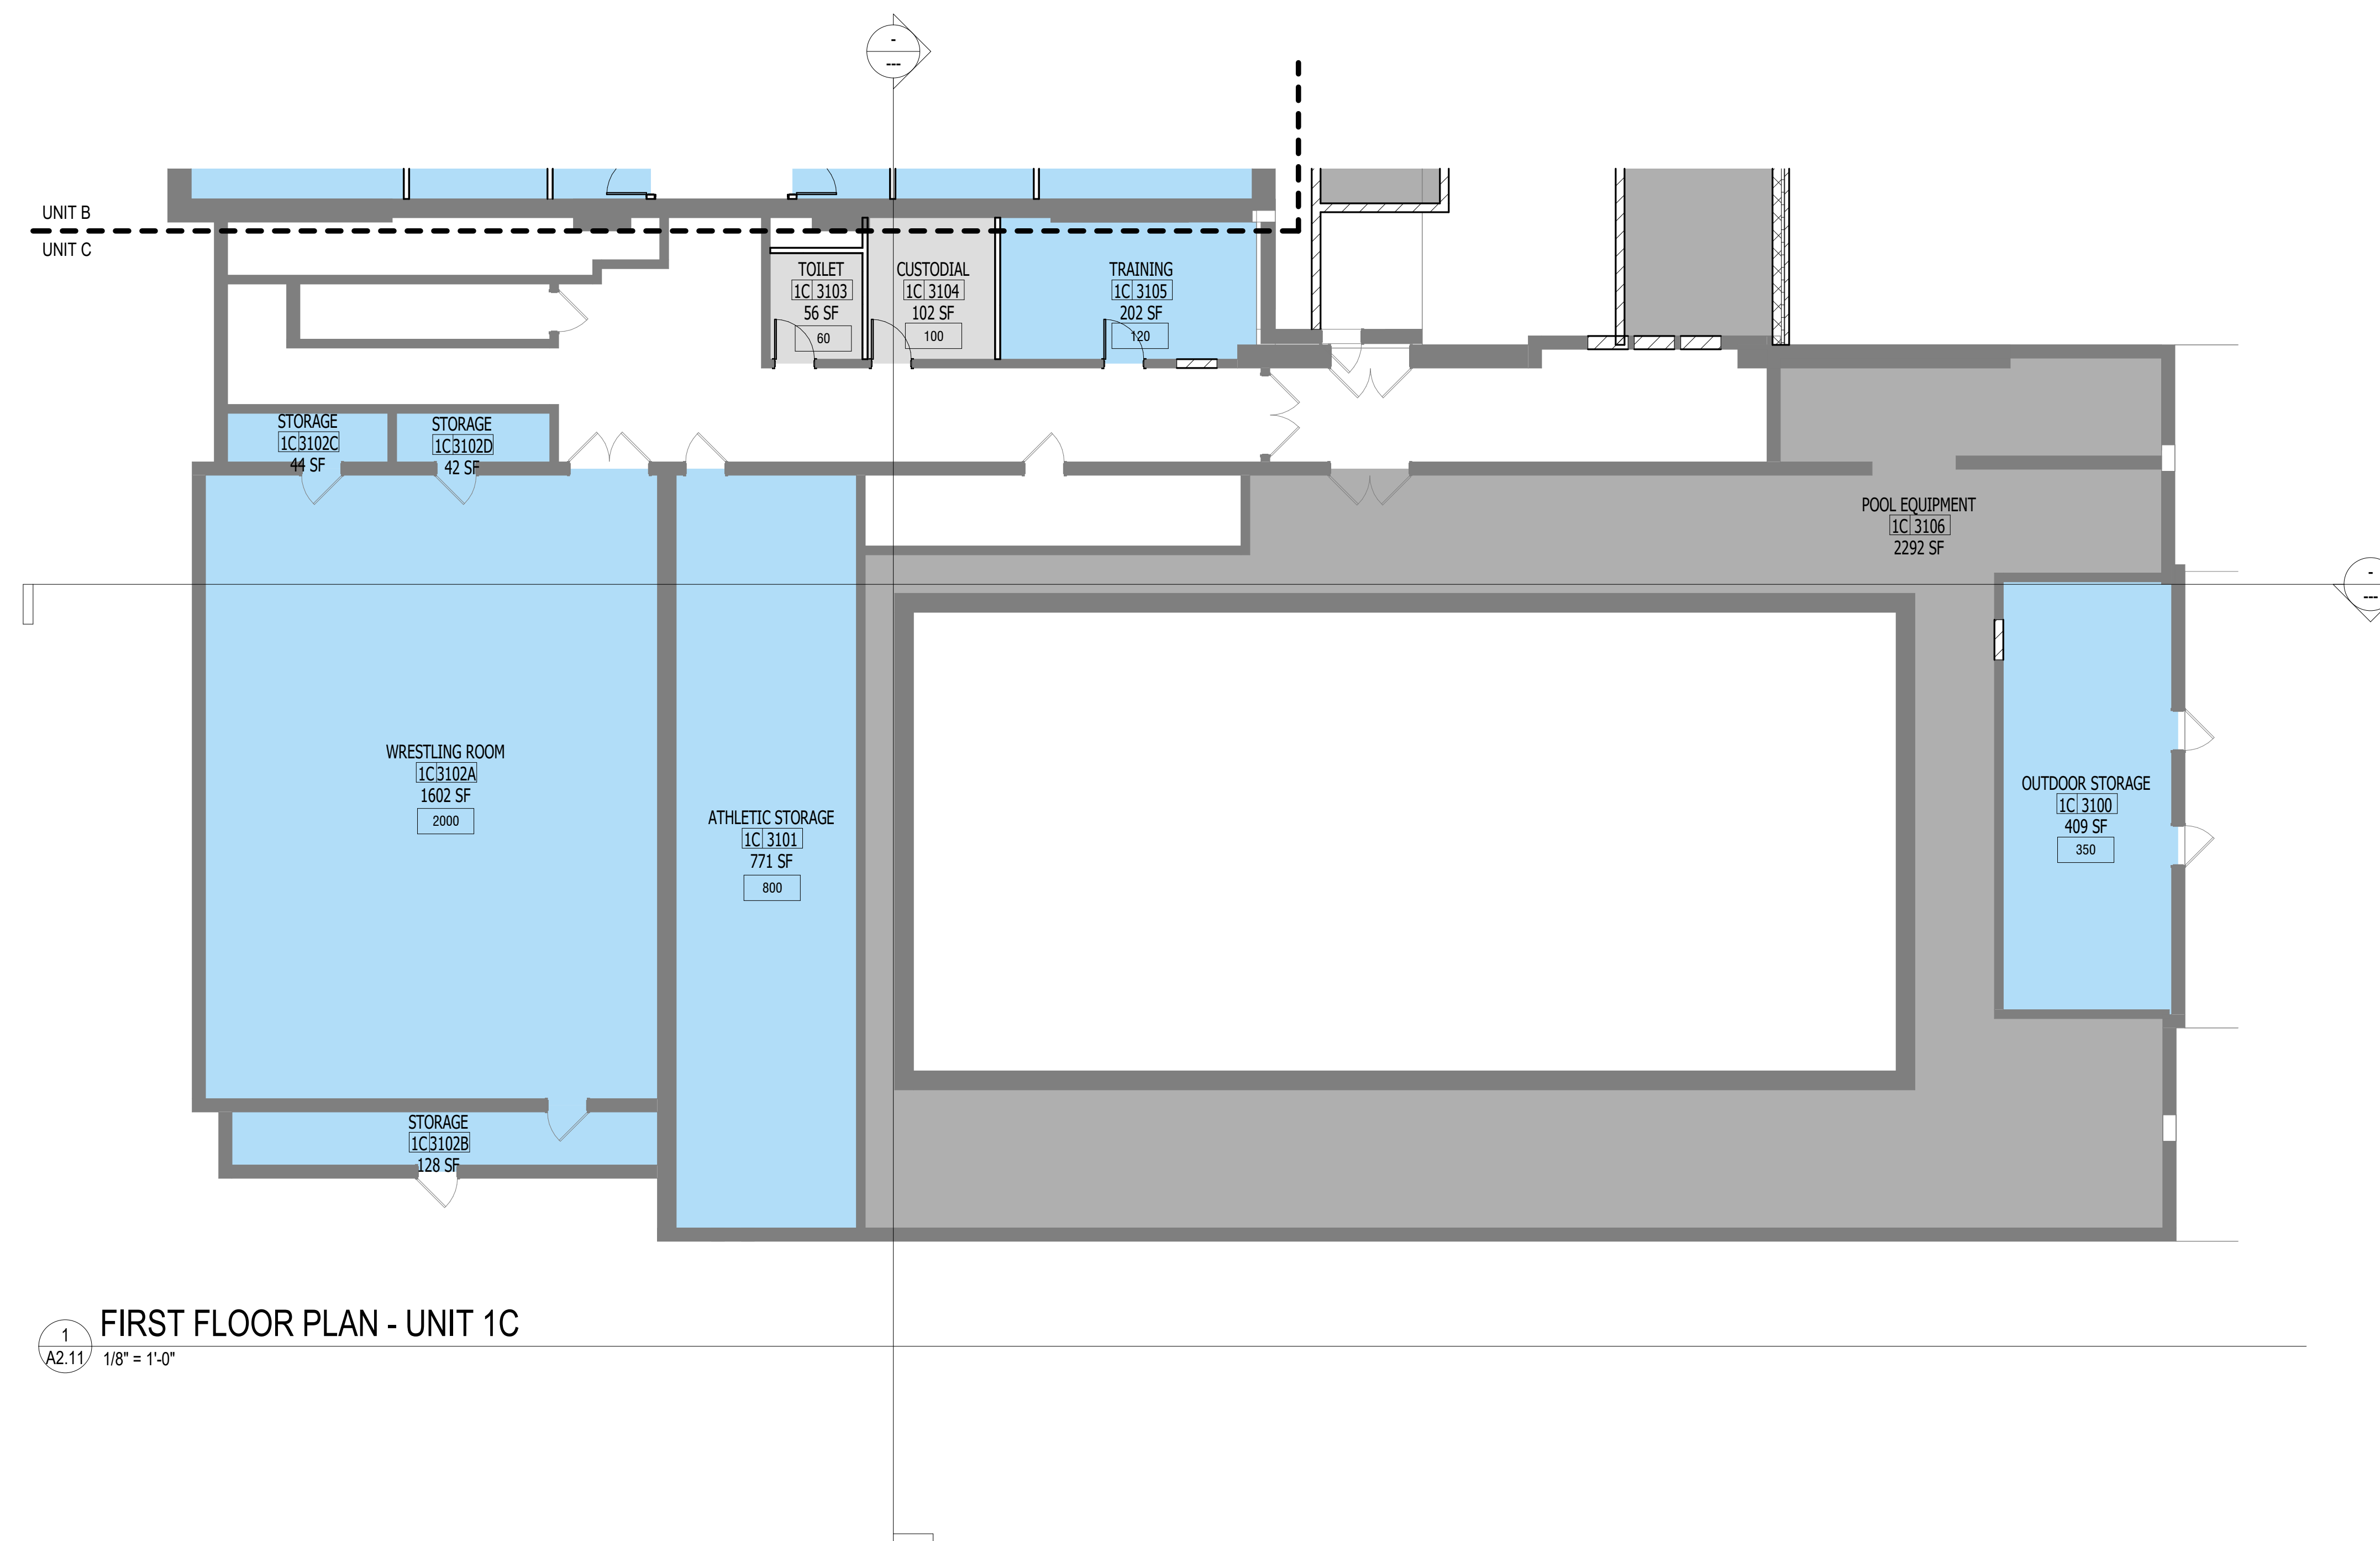 -
---
UNIT B
UNIT C
TOILET
1C 3103
56 SF
60
CUSTODIAL
1C 3104
102 SF
100
TRAINING
1C 3105
202 SF
120
STORAGE
1C 3102C
44 SF
STORAGE
1C 3102D
42 SF
POOL EQUIPMENT
1C 3106
2292 SF
-
---
WRESTLING ROOM
1C 3102A
1602 SF
2000
ATHLETIC STORAGE
1C 3101
771 SF
800
OUTDOOR STORAGE
1C 3100
409 SF
350
STORAGE
1C 3102B
128 SF
1
A2.11
FIRST FLOOR PLAN - UNIT 1C
1/8" = 1'-0"